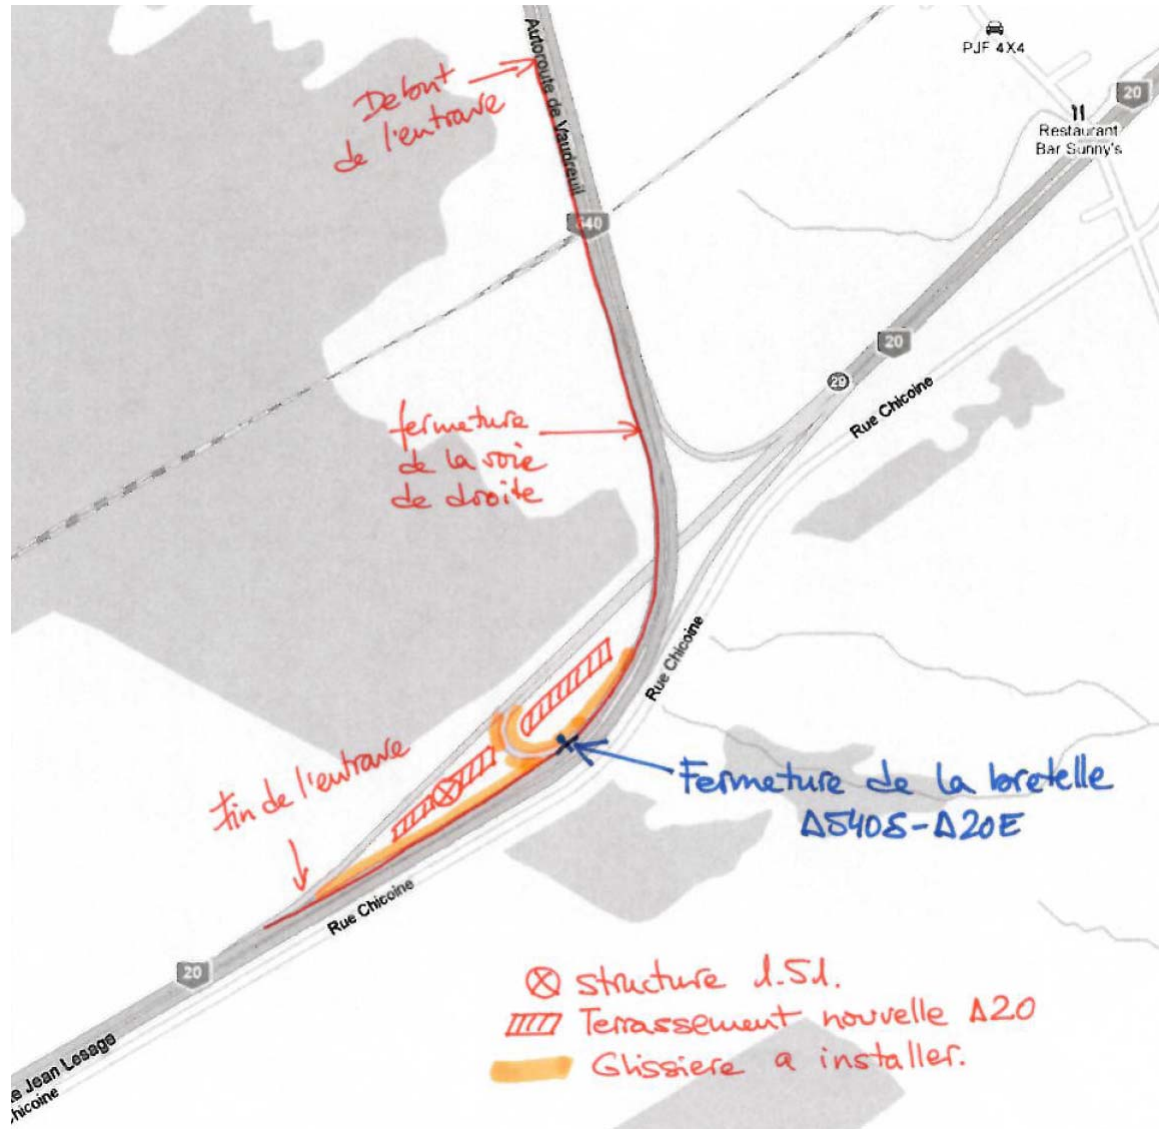 PJF 4X4
20
Restaurant
Bar Sunny's
Autoroute de Vaudreuil
Debut
de l'entrave
540
20
29
Rue Chicoine
fermeture
de la voie
de droite
Rue Chicoine
Fin de l'entrave
Fermeture de la bretelle
A540S-A20E
Rue Chicoine
20
structure 1.51.
Terrassement nouvelle A20
Glissiere a installer.
te Jean Lesage
Chicoine